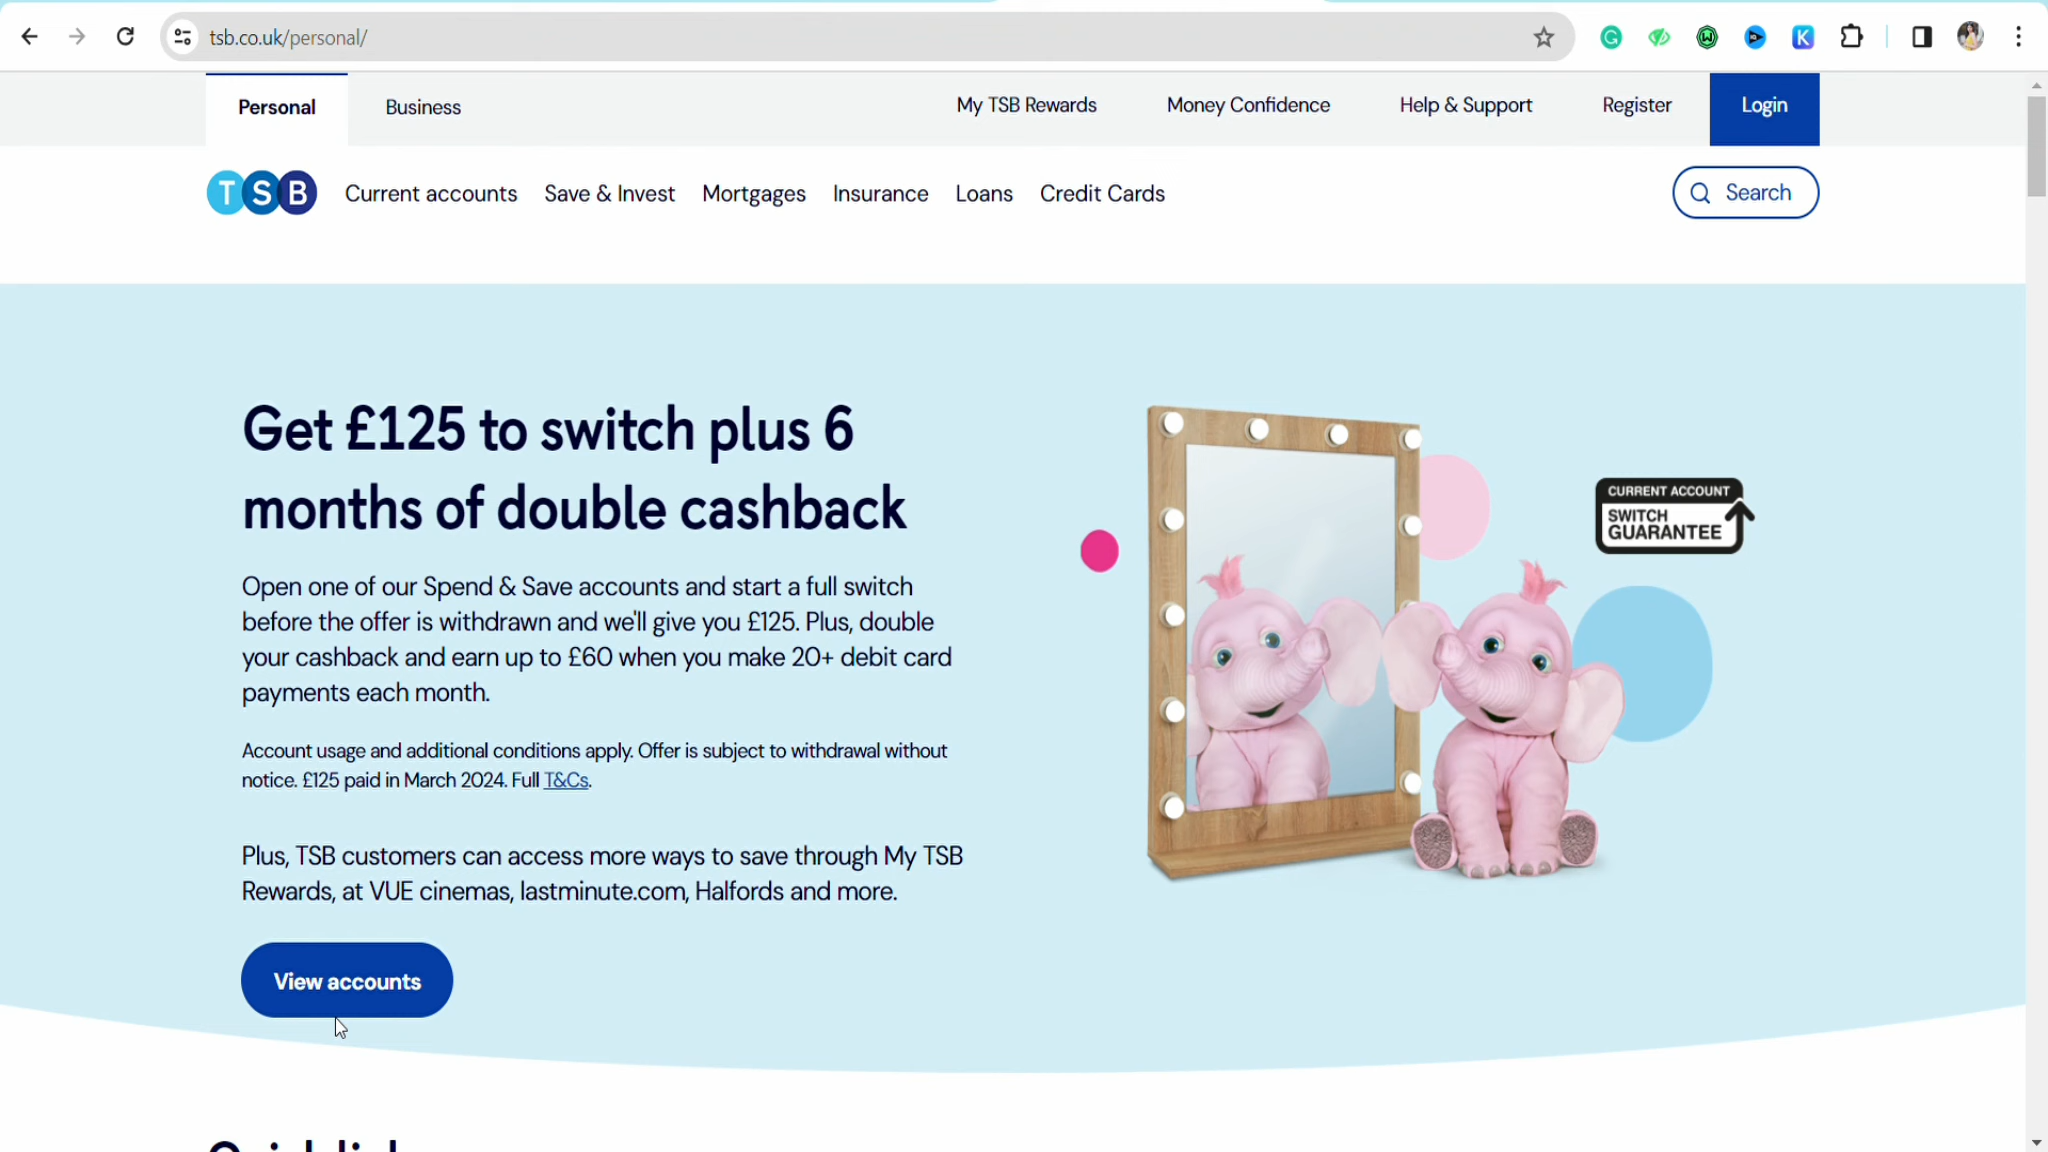 tsb.co.uk/personal/
Personal
Business
My TSB Rewards
Money Confidence
Help & Support
Register
Login
TSB
Current accounts
Save & Invest
Mortgages
Insurance
Loans
Credit Cards
Search
Get £125 to switch plus 6
months of double cashback
Open one of our Spend & Save accounts and start a full switch
before the offer is withdrawn and we'll give you £125. Plus, double
your cashback and earn up to £60 when you make 20+ debit card
payments each month.
Account usage and additional conditions apply. Offer is subject to withdrawal without
notice. £125 paid in March 2024. Full T&Cs.
Plus, TSB customers can access more ways to save through My TSB
Rewards, at VUE cinemas, lastminute.com, Halfords and more.
View accounts
CURRENT ACCOUNT
SWITCH
GUARANTEE